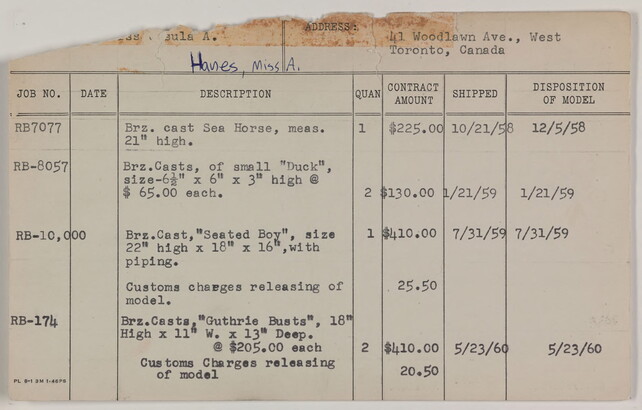 ula A.
ADDRESS:
41 Woodlawn Ave., West
Toronto, Canada
Hanes, Miss A.
JOB NO. DATE DESCRIPTION QUAN CONTRACT AMOUNT SHIPPED DISPOSITION OF MODEL
RB7077 Brz. cast Sea Horse, meas. 1 $225.00 10/21/58 12/5/58
21" high.
RB-8057 Brz.Casts, of small "Duck",
size-6½" x 6" x 3" high @
$ 65.00 each. 2 $130.00 1/21/59 1/21/59
RB-10,000 Brz.Cast,"Seated Boy", size 1 $410.00 7/31/59 7/31/59
22" high x 18" x 16",with
piping.
Customs charges releasing of 25.50
model.
RB-174 Brz.Casts,"Guthrie Busts", 18"
High x 11" W. x 13" Deep.
@ $205.00 each 2 $410.00 5/23/60 5/23/60
Customs Charges releasing 20.50
of model